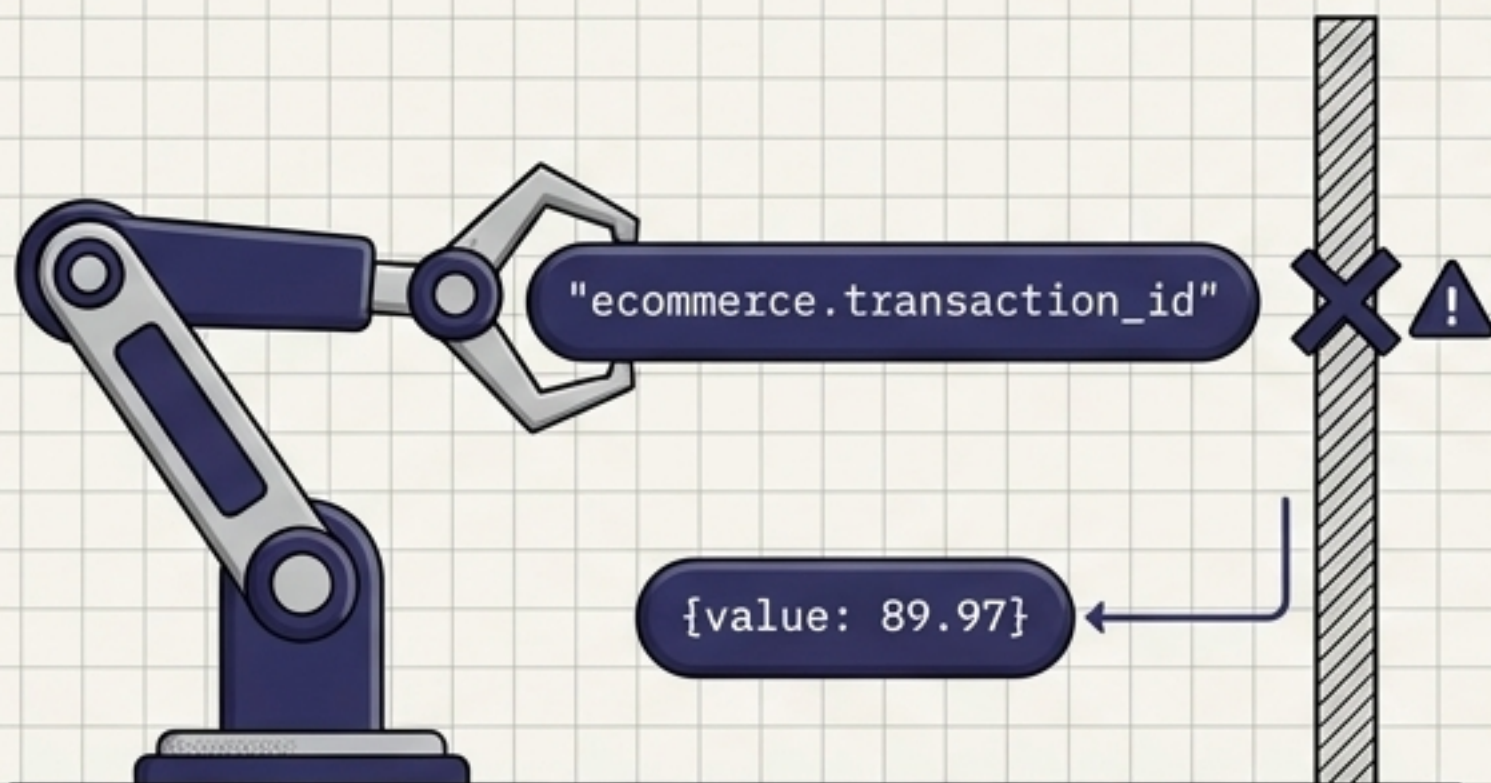 "ecommerce.transaction_id"
!
{value: 89.97}